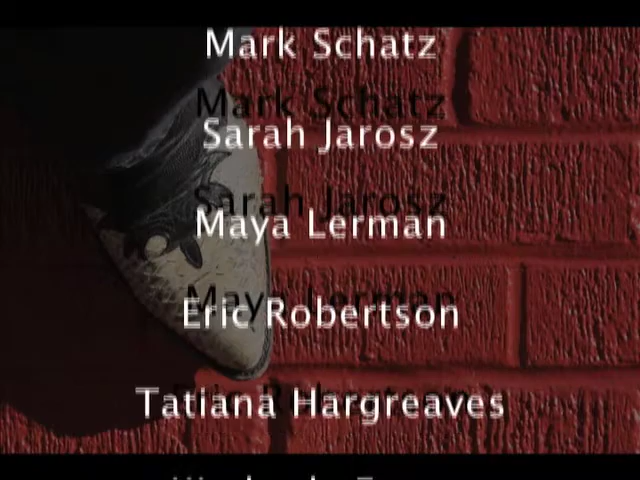 Mark Schatz
Sarah Jarosz
Maya Lerman
Eric Robertson
Tatiana Hargreaves